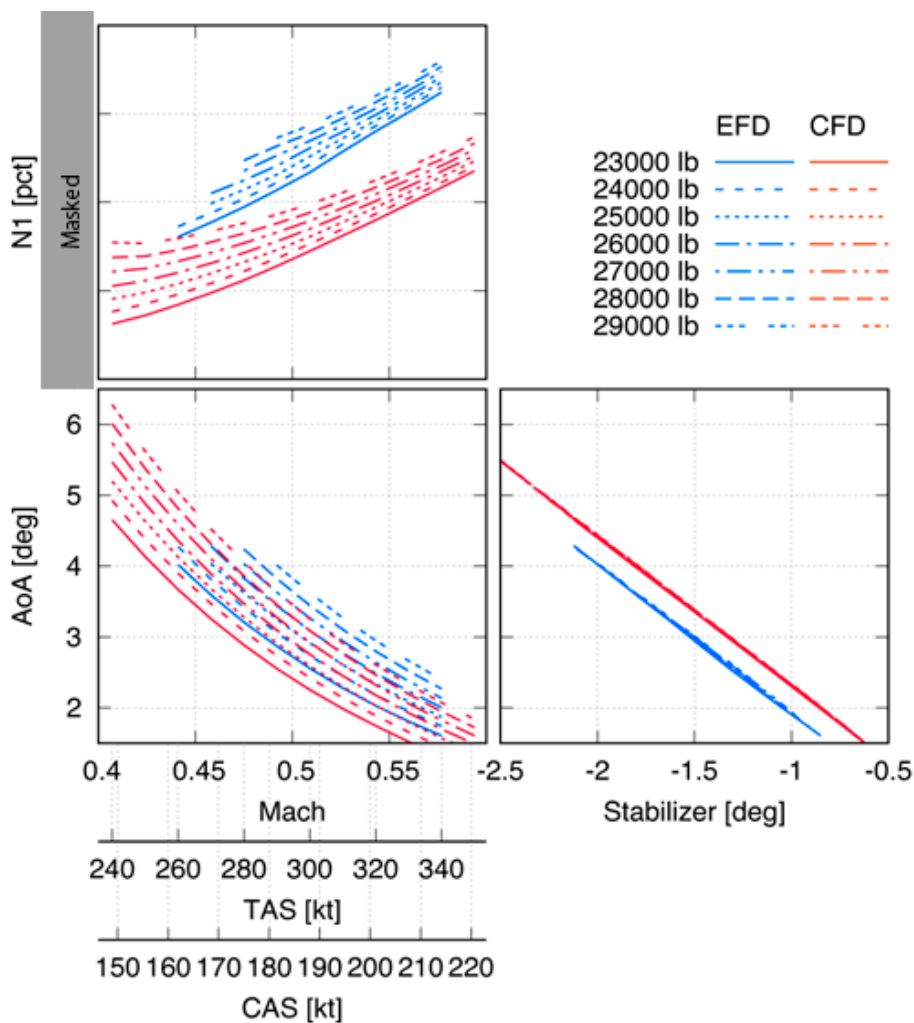 N1 [pct]
Masked
EFD CFD
23000 lb
24000 lb
25000 lb
26000 lb
27000 lb
28000 lb
29000 lb
AoA [deg]
6
5
4
3
2
0.4 0.45 0.5 0.55
Mach
-2.5 -2 -1.5 -1 -0.5
Stabilizer [deg]
240 260 280 300 320 340
TAS [kt]
150 160 170 180 190 200 210 220
CAS [kt]